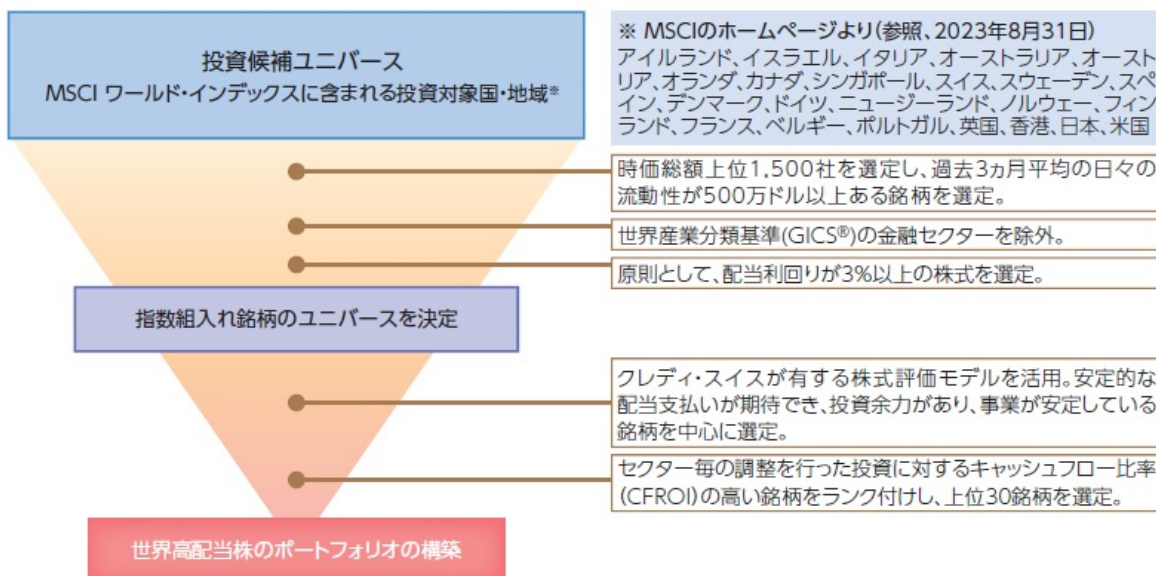 投資候補ユニバース
MSCI ワールド・インデックスに含まれる投資対象国・地域※
※ MSCIのホームページより(参照、2023年8月31日)
アイルランド、イスラエル、イタリア、オーストラリア、オースト
リア、オランダ、カナダ、シンガポール、スイス、スウェーデン、スペ
イン、デンマーク、ドイツ、ニュージーランド、ノルウェー、フィン
ランド、フランス、ベルギー、ポルトガル、英国、香港、日本、米国
時価総額上位1,500社を選定し、過去3ヵ月平均の日々の
流動性が500万ドル以上ある銘柄を選定。
世界産業分類基準(GICS®)の金融セクターを除外。
原則として、配当利回りが3%以上の株式を選定。
指数組入れ銘柄のユニバースを決定
クレディ・スイスが有する株式評価モデルを活用。安定的な
配当支払いが期待でき、投資余力があり、事業が安定している
銘柄を中心に選定。
セクター毎の調整を行った投資に対するキャッシュフロー比率
(CFROI)の高い銘柄をランク付けし、上位30銘柄を選定。
世界高配当株のポートフォリオの構築